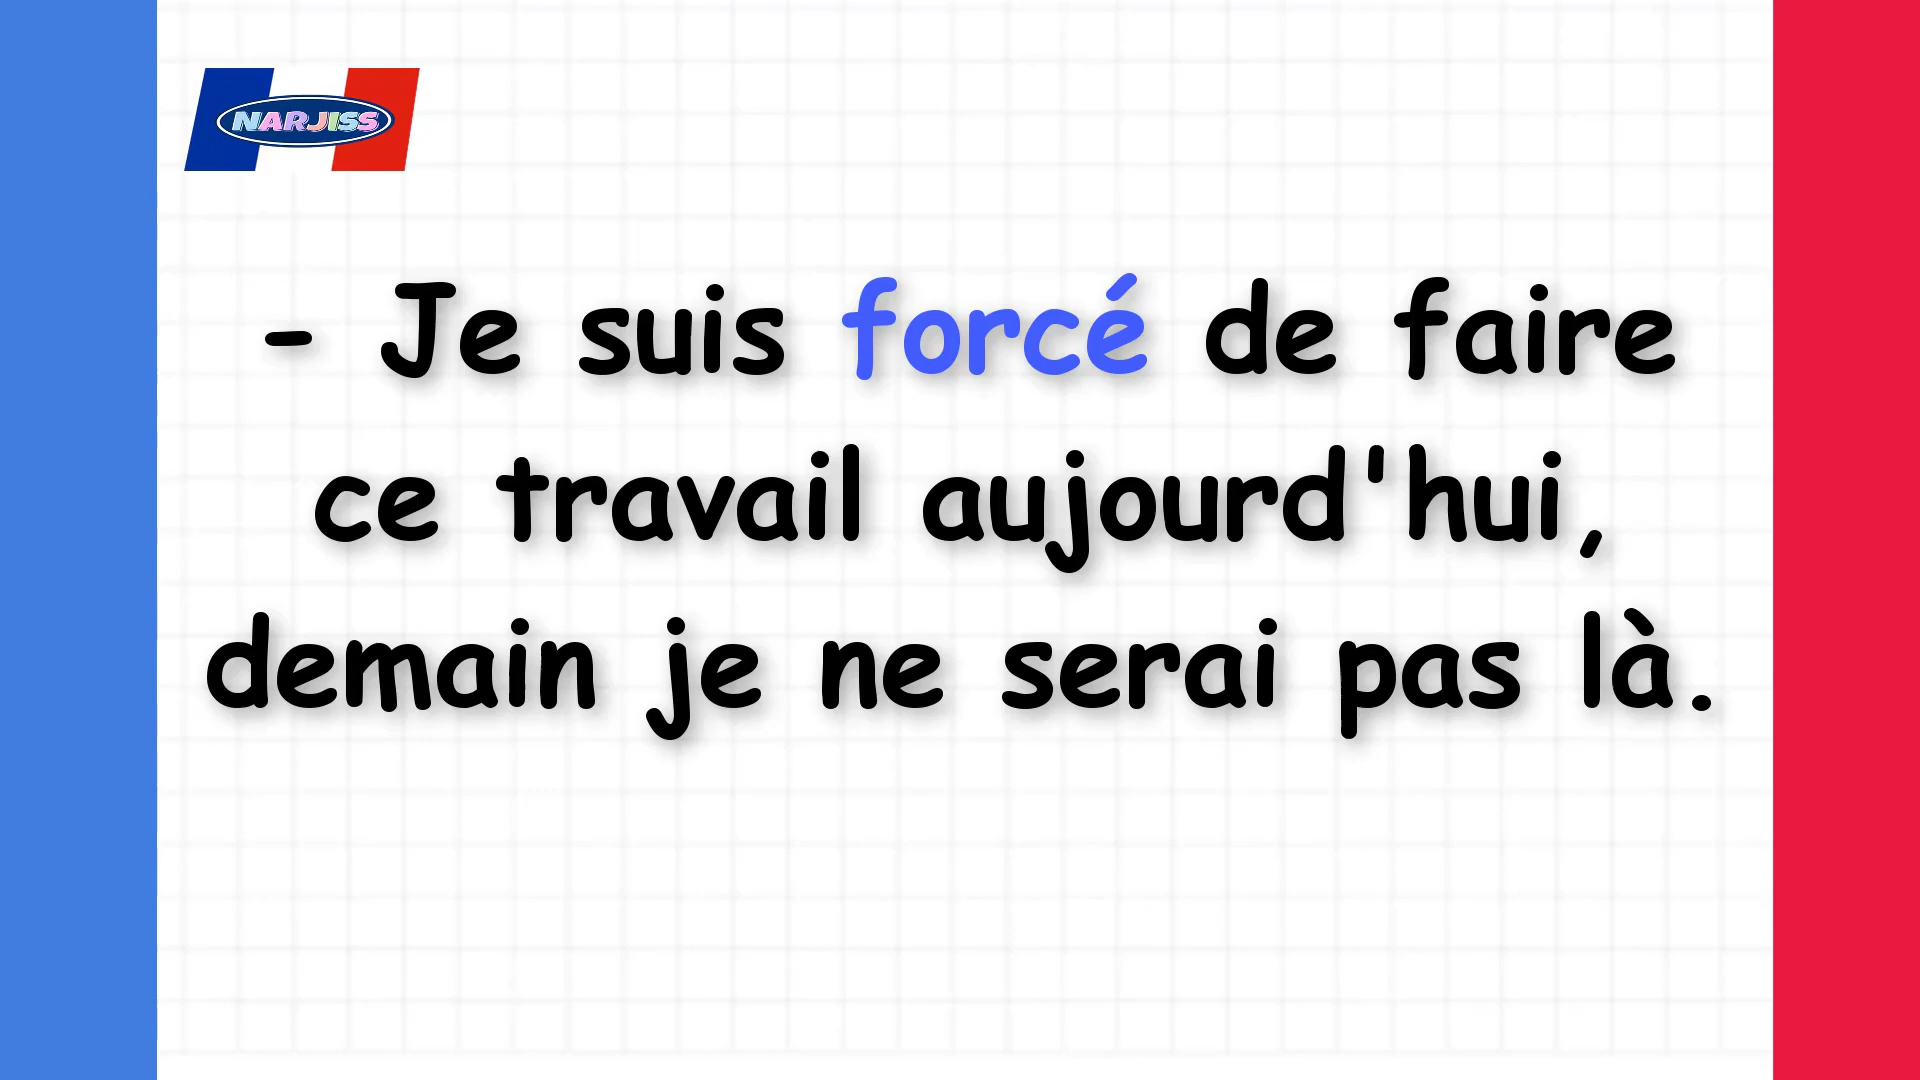 NARJISS
- Je suis forcé de faire
ce travail aujourd'hui,
demain je ne serai pas là.